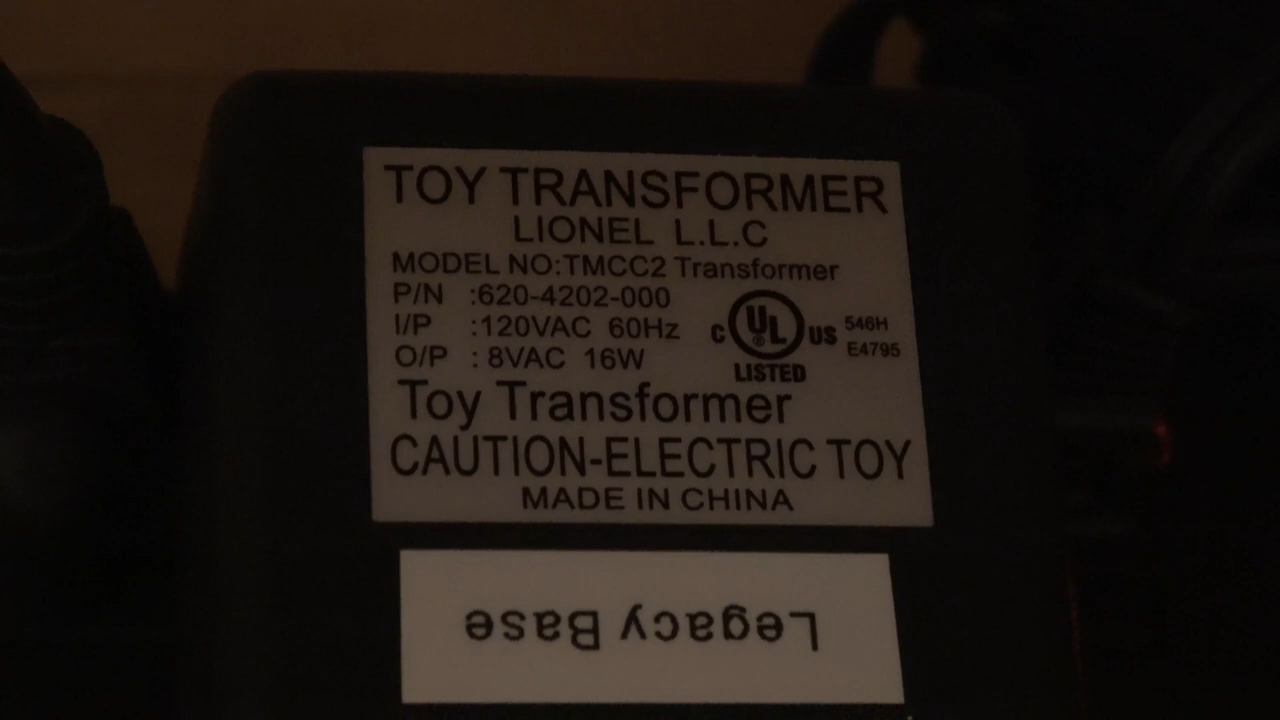 TOY TRANSFORMER
LIONEL L.L.C
MODEL NO:TMCC2 Transformer
P/N :620-4202-000
I/P :120VAC 60Hz
O/P : 8VAC 16W
C UL ® US 546H
E4795
LISTED
Toy Transformer
CAUTION-ELECTRIC TOY
MADE IN CHINA
Legacy Base